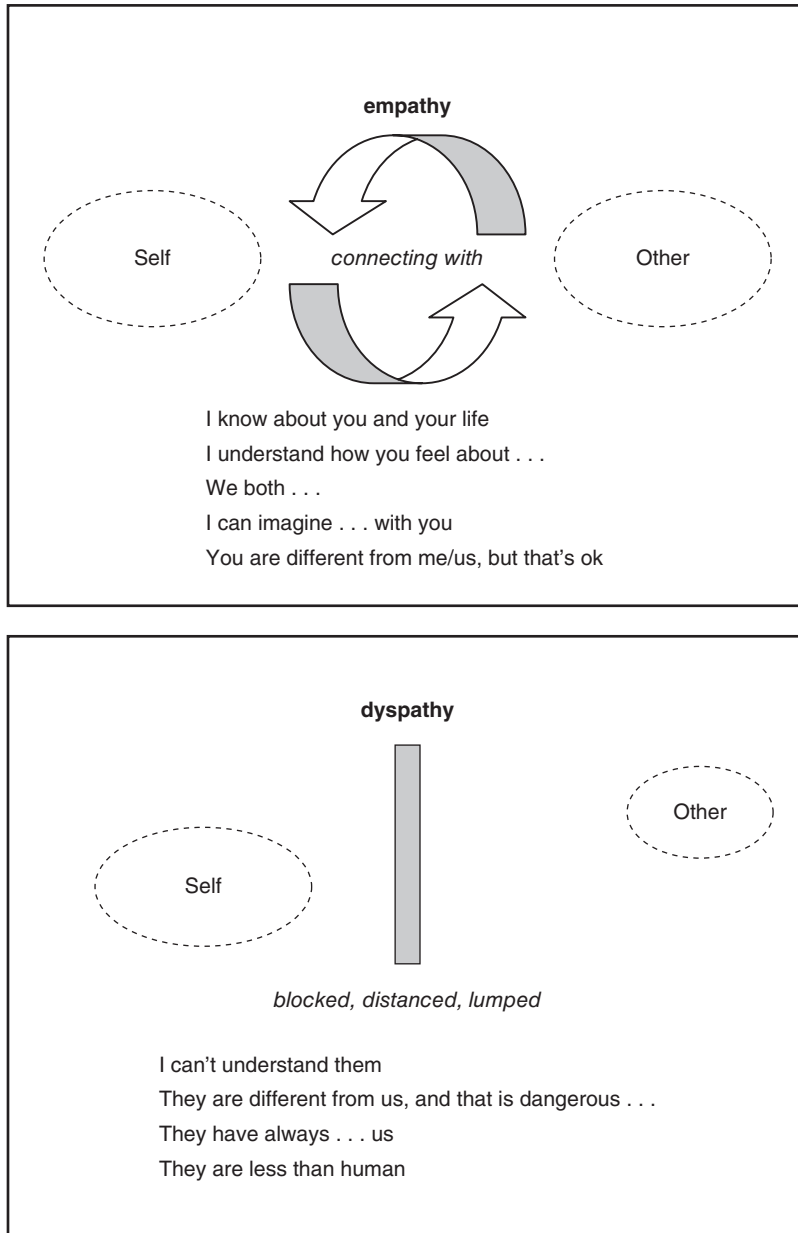 empathy
Self
connecting with
Other
I know about you and your life
I understand how you feel about . . .
We both . . .
I can imagine . . . with you
You are different from me/us, but that's ok
dyspathy
Other
Self
blocked, distanced, lumped
I can't understand them
They are different from us, and that is dangerous . . .
They have always . . . us
They are less than human